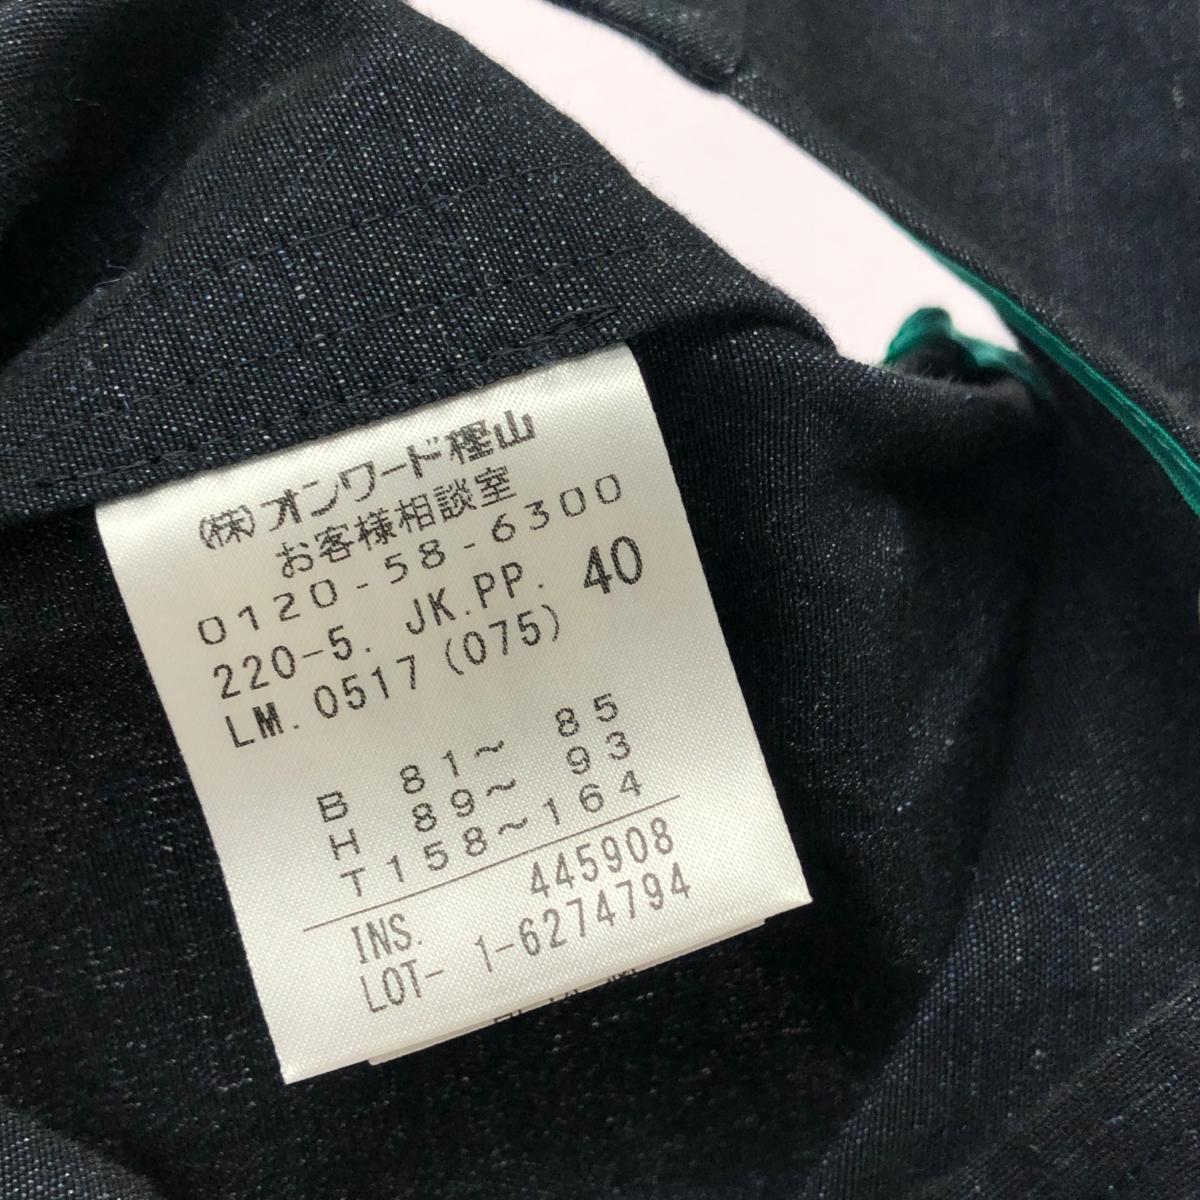 (株)オンワード樫山
お客様相談室
0120-58-6300
220-5. JK.PP. 40
LM.0517(075)
B 81～ 85
H 89～ 93
T158～164
INS. 445908
LOT- 1-6274794